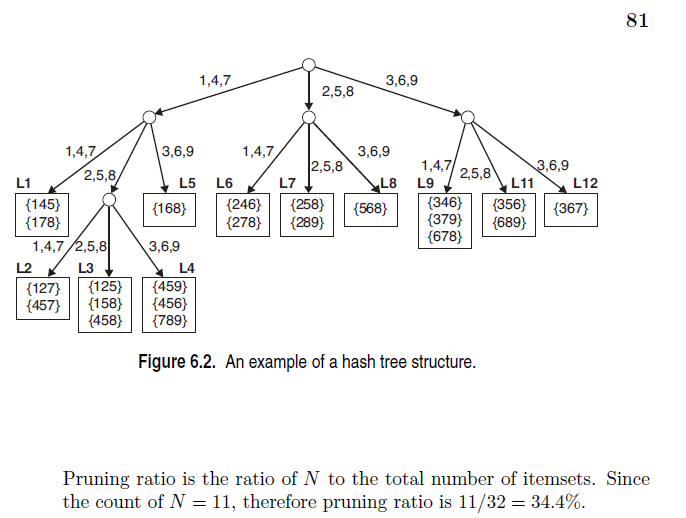 81
1,4,7
3,6,9
2,5,8
1,4,7
3,6,9
1,4,7
3,6,9
2,5,8
2,5,8
1,4,7
2,5,8
3,6,9
L1
L5
L6
L7
L8
L9
L11
L12
{145}
{178}
{168}
{246}
{278}
{258}
{289}
{568}
{346}
{379}
{678}
{356}
{689}
{367}
1,4,7
2,5,8
3,6,9
L2
L3
L4
{127}
{457}
{125}
{158}
{458}
{459}
{456}
{789}
Figure 6.2. An example of a hash tree structure.
Pruning ratio is the ratio of N to the total number of itemsets. Since
the count of N = 11, therefore pruning ratio is 11/32 = 34.4%.